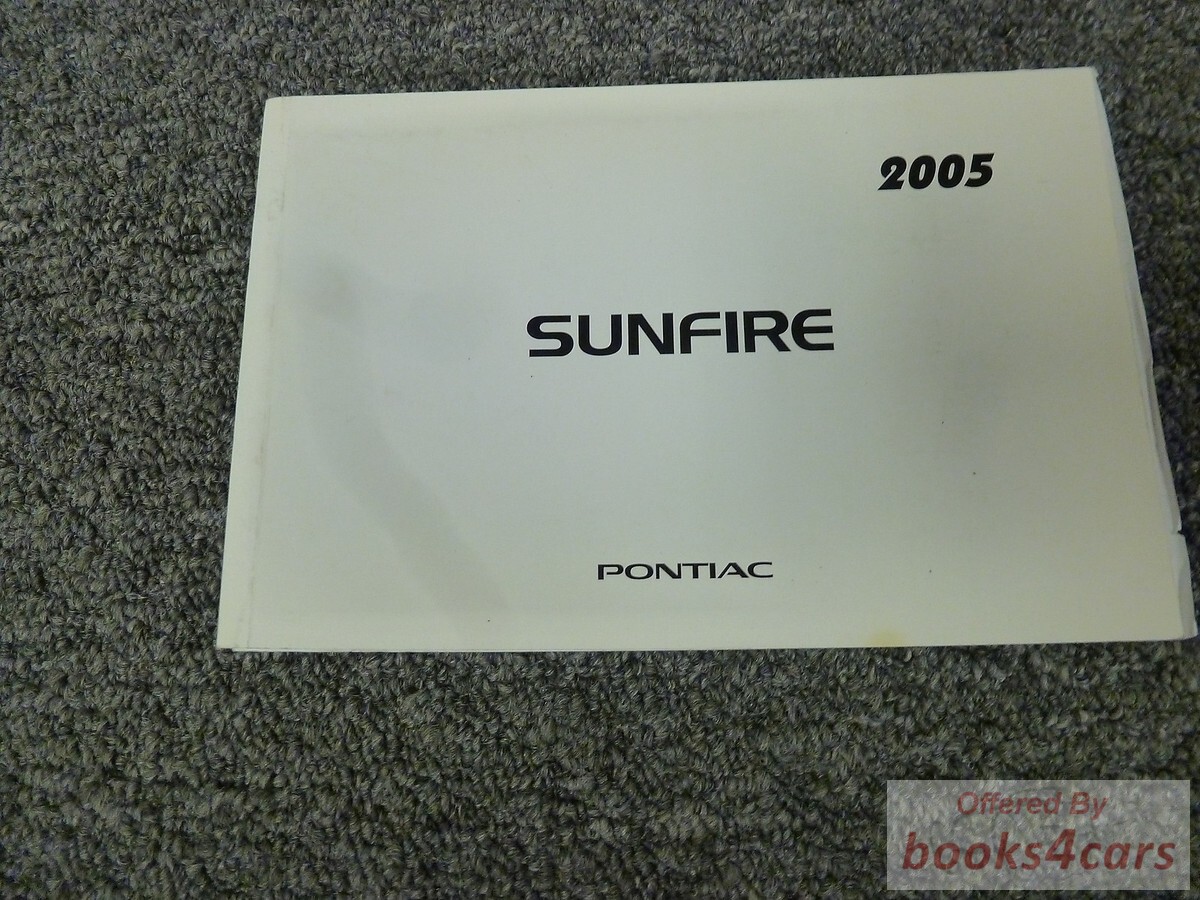 2005
SUNFIRE
PONTIAC
Offered By
books4cars